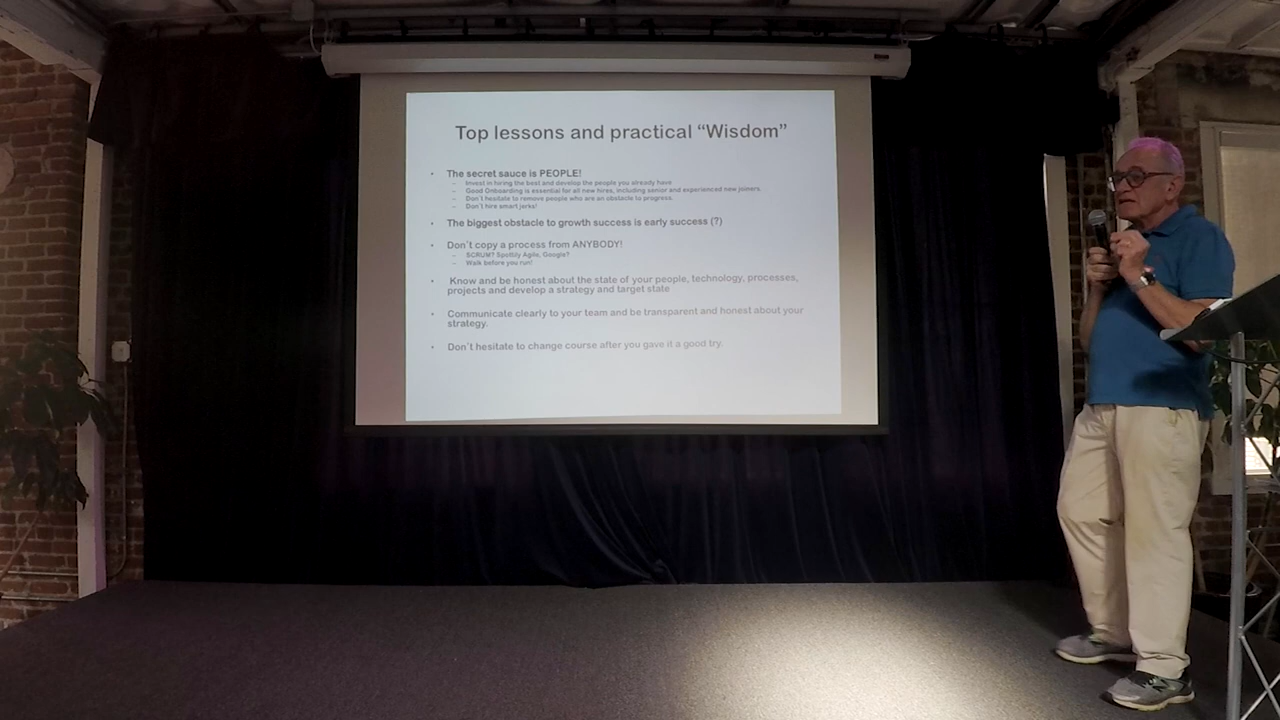 Top lessons and practical “Wisdom”
• The secret sauce is PEOPLE!
– Invest in hiring the best and develop the people you already have
– Good Onboarding is essential for all new hires, including senior and experienced new joiners.
– Don´t hesitate to remove people who are an obstacle to progress.
– Don´t hire smart jerks!
• The biggest obstacle to growth success is early success (?)
• Don´t copy a process from ANYBODY!
– SCRUM? Spotify Agile, Google?
– Walk before you run!
• Know and be honest about the state of your people, technology, processes,
projects and develop a strategy and target state
• Communicate clearly to your team and be transparent and honest about your
strategy.
• Don´t hesitate to change course after you gave it a good try.